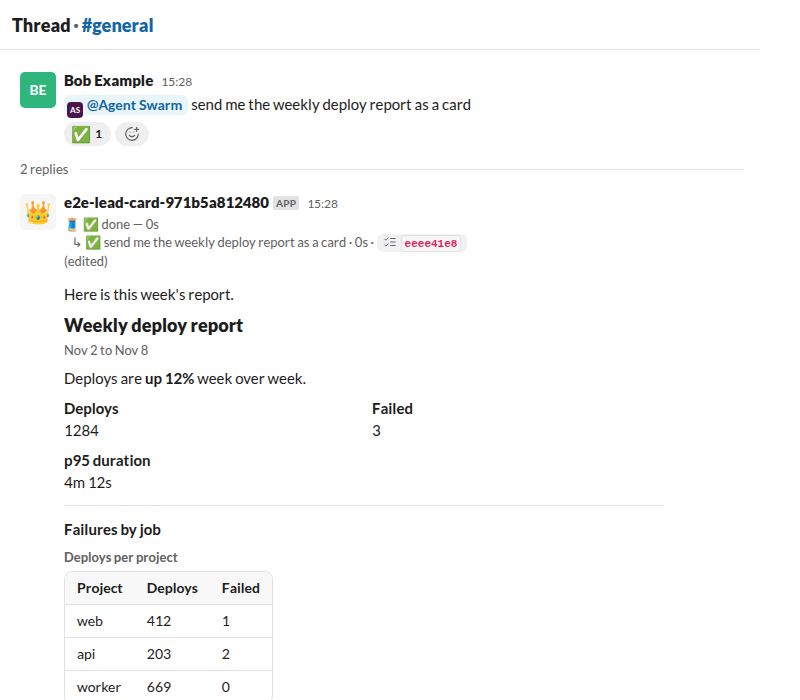 Thread • #general
BE
Bob Example 15:28
AS @Agent Swarm send me the weekly deploy report as a card
✅ 1
2 replies
e2e-lead-card-971b5a812480 APP 15:28
🧵 ✅ done — 0s
↳ ✅ send me the weekly deploy report as a card · 0s · eeee41e8
(edited)
Here is this week's report.
Weekly deploy report
Nov 2 to Nov 8
Deploys are up 12% week over week.
Deploys Failed
1284 3
p95 duration
4m 12s
Failures by job
Deploys per project
Project Deploys Failed
web 412 1
api 203 2
worker 669 0